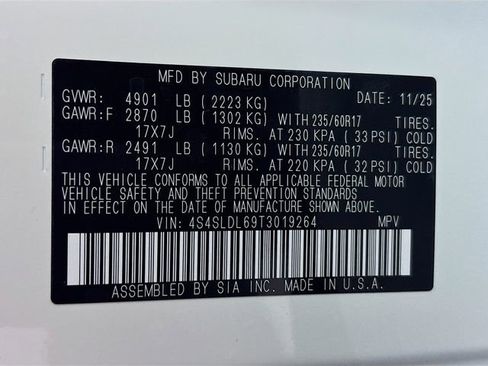 MFD BY SUBARU CORPORATION
GVWR: 4901 LB (2223 KG) DATE: 11/25
GAWR:F 2870 LB (1302 KG) WITH 235/60R17 TIRES.
17X7J RIMS. AT 230 KPA (33 PSI) COLD
GAWR:R 2491 LB (1130 KG) WITH 235/60R17 TIRES.
17X7J RIMS. AT 220 KPA (32 PSI) COLD
THIS VEHICLE CONFORMS TO ALL APPLICABLE FEDERAL MOTOR
VEHICLE SAFETY AND THEFT PREVENTION STANDARDS
IN EFFECT ON THE DATE OF MANUFACTURE SHOWN ABOVE.
VIN: 4S4SLDL69T3019264 MPV
ASSEMBLED BY SIA INC. IN U.S.A.